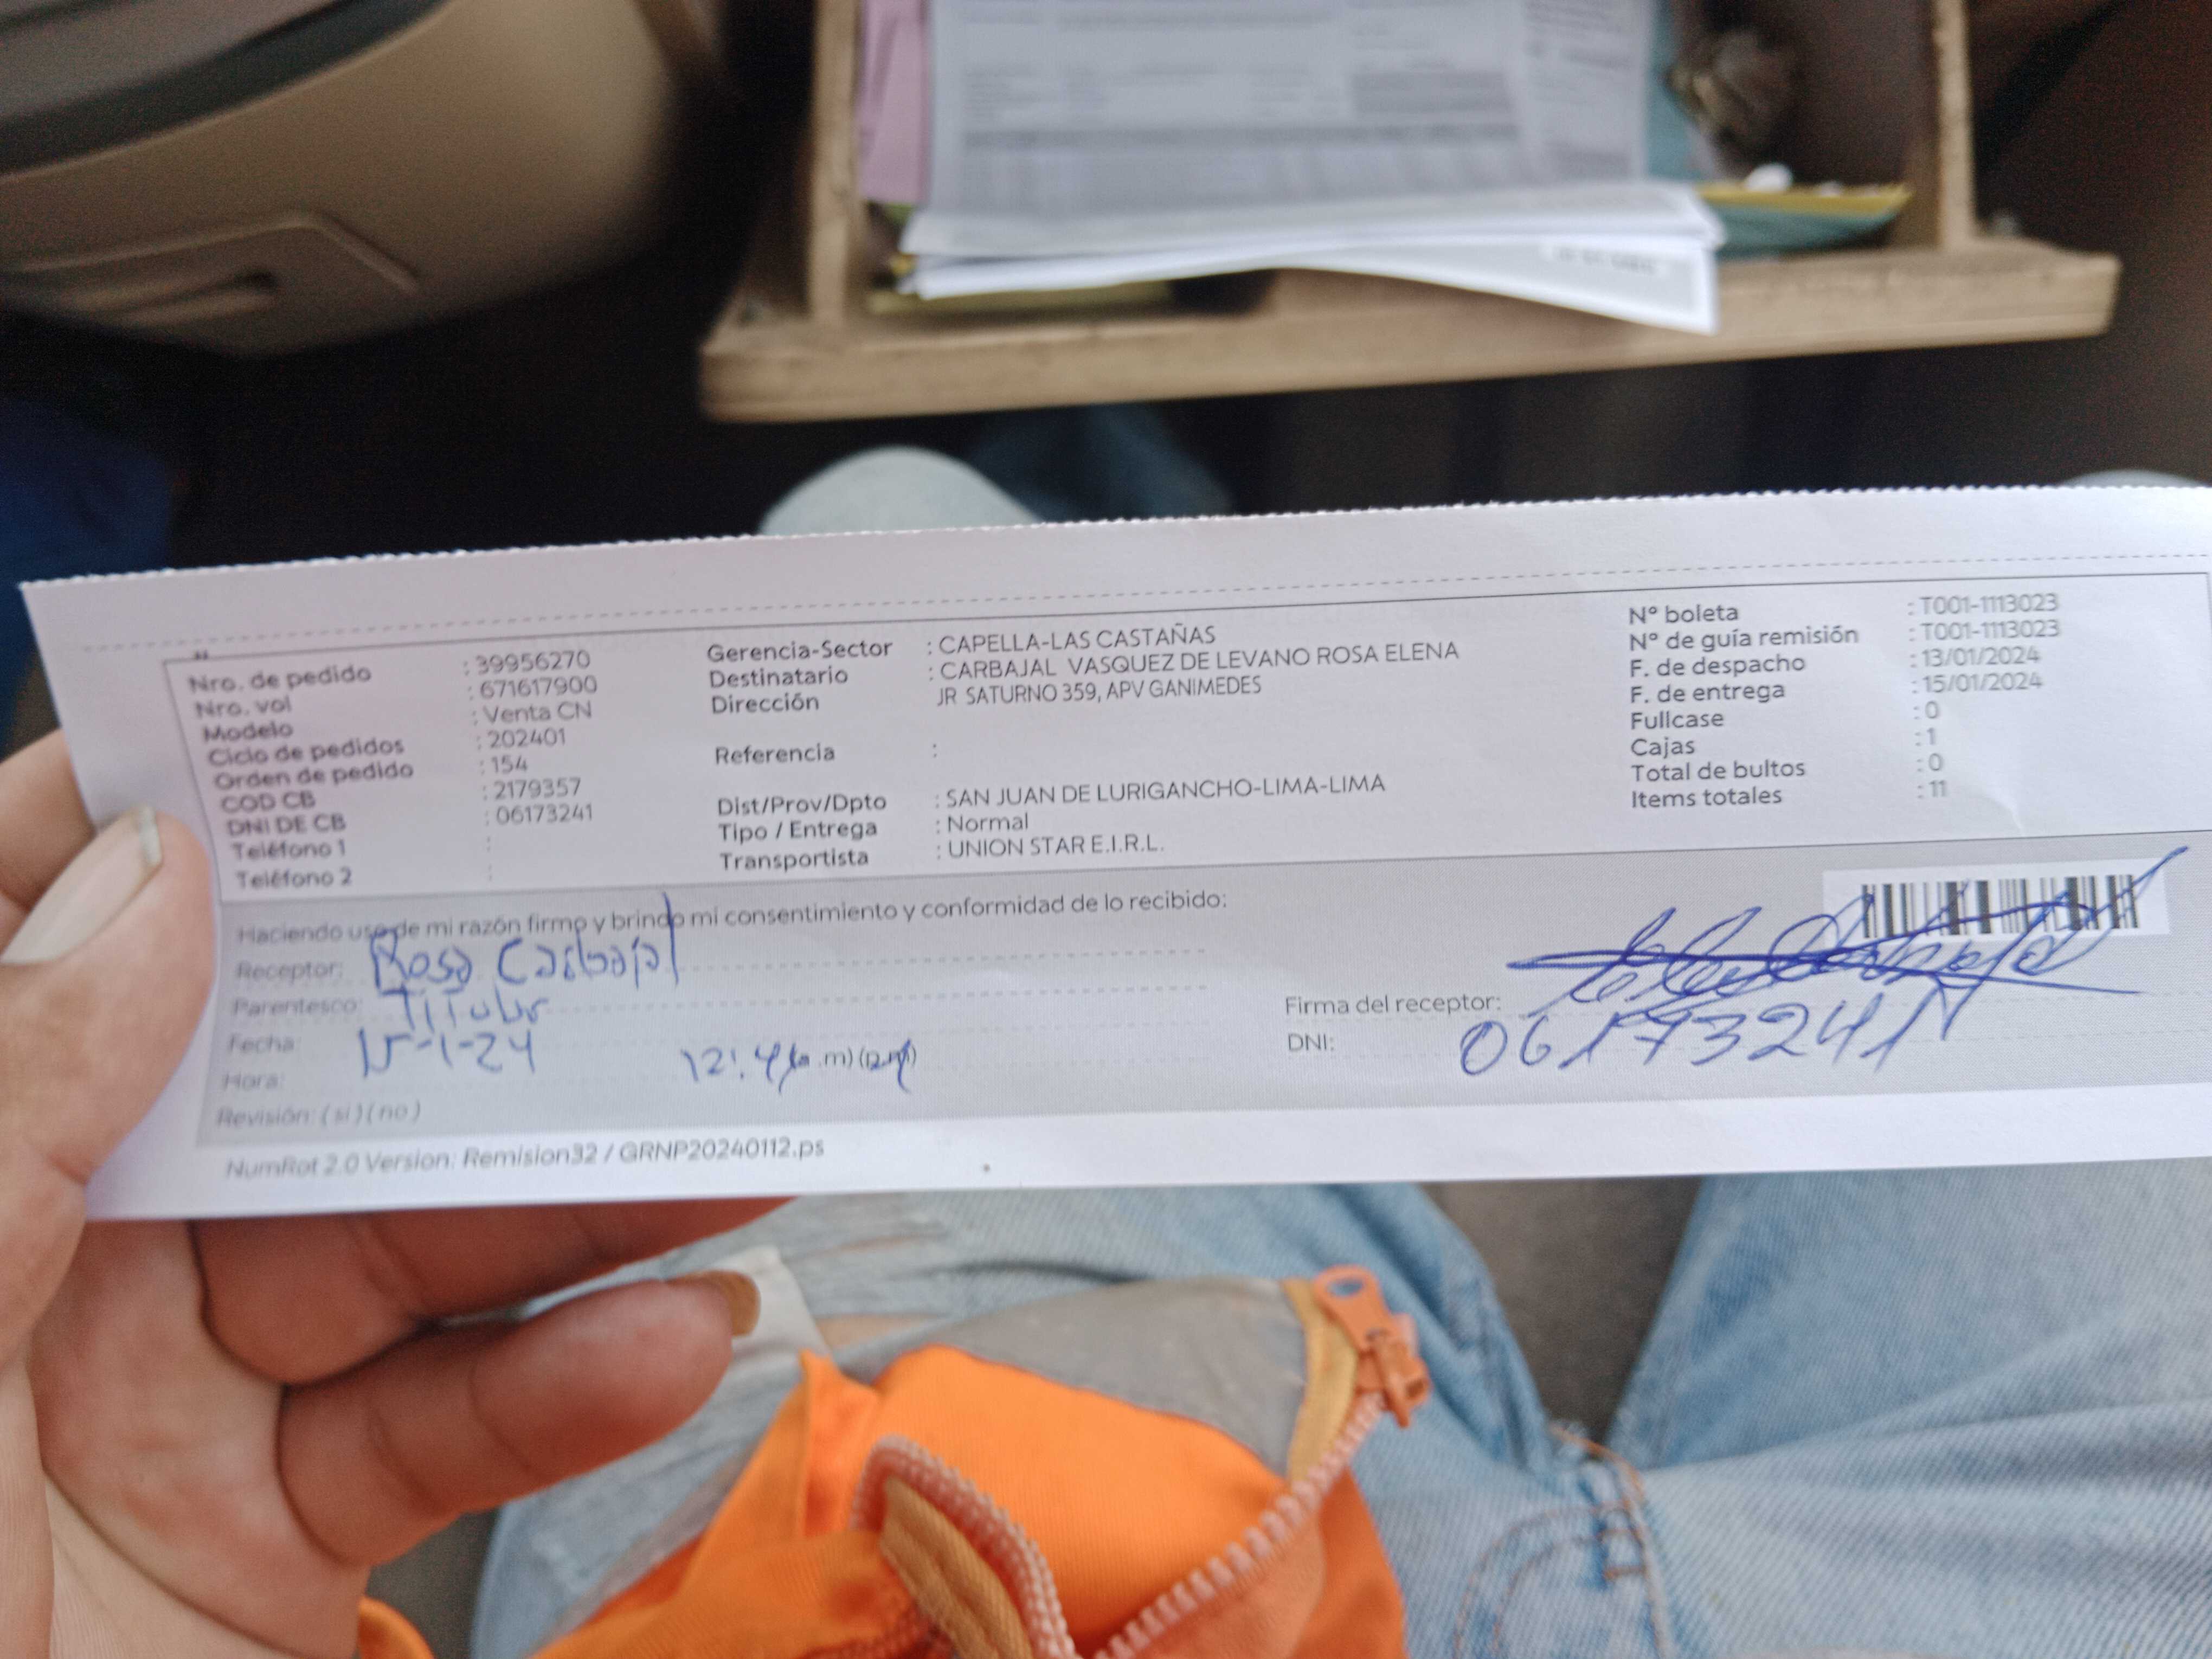 Nro. de pedido : 39956270
Nro. vol : 671617900
Modelo : Venta CN
Ciclo de pedidos : 202401
Orden de pedido : 154
COD CB : 2179357
DNI DE CB : 06173241
Teléfono 1 :
Teléfono 2 :
Gerencia-Sector : CAPELLA-LAS CASTAÑAS
Destinatario : CARBAJAL VASQUEZ DE LEVANO ROSA ELENA
Dirección JR SATURNO 359, APV GANIMEDES
Referencia :
Dist/Prov/Dpto : SAN JUAN DE LURIGANCHO-LIMA-LIMA
Tipo / Entrega : Normal
Transportista : UNION STAR E.I.R.L.
N° boleta : T001-1113023
N° de guía remisión : T001-1113023
F. de despacho : 13/01/2024
F. de entrega : 15/01/2024
Fullcase : 0
Cajas : 1
Total de bultos : 0
Items totales : 11
Haciendo uso de mi razón firmo y brindo mi consentimiento y conformidad de lo recibido:
Receptor: Rosa Carbajal
Parentesco: Titular
Fecha: 15-1-24
Hora: (a.m) (p.m)
Revisión: ( si ) ( no )
Firma del receptor:
DNI: 06173241
NumRot 2.0 Version: Remision32 / GRNP20240112.ps